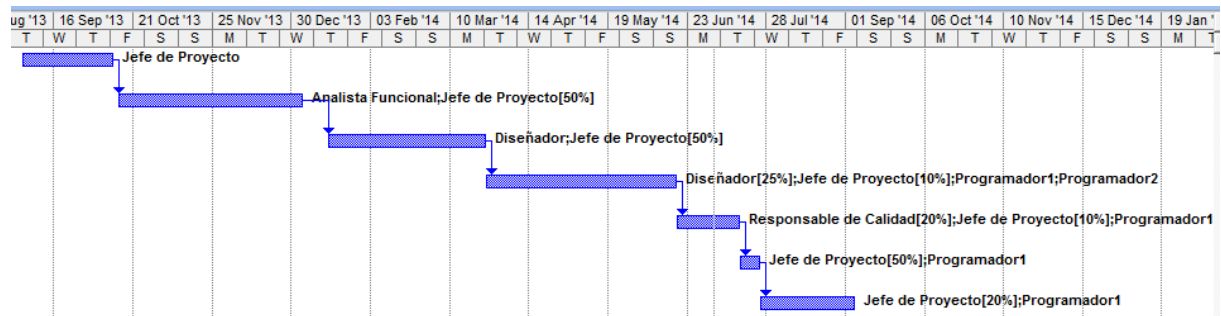 ug '13 16 Sep '13 21 Oct '13 25 Nov '13 30 Dec '13 03 Feb '14 10 Mar '14 14 Apr '14 19 May '14 23 Jun '14 28 Jul '14 01 Sep '14 06 Oct '14 10 Nov '14 15 Dec '14 19 Jan '
T W T F S S M T W T F S S M T W T F S S M T W T F S S M T W T F S S M T
Jefe de Proyecto
Analista Funcional;Jefe de Proyecto[50%]
Diseñador;Jefe de Proyecto[50%]
Diseñador[25%];Jefe de Proyecto[10%];Programador1;Programador2
Responsable de Calidad[20%];Jefe de Proyecto[10%];Programador1
Jefe de Proyecto[50%];Programador1
Jefe de Proyecto[20%];Programador1